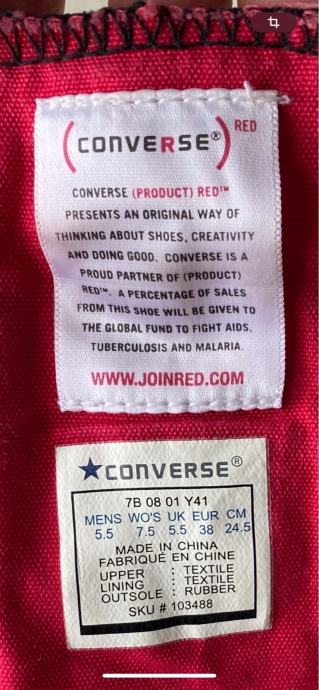 (CONVERSE®) RED
CONVERSE (PRODUCT) RED™
PRESENTS AN ORIGINAL WAY OF
THINKING ABOUT SHOES, CREATIVITY
AND DOING GOOD. CONVERSE IS A
PROUD PARTNER OF (PRODUCT)
RED™. A PERCENTAGE OF SALES
FROM THIS SHOE WILL BE GIVEN TO
THE GLOBAL FUND TO FIGHT AIDS,
TUBERCULOSIS AND MALARIA.
WWW.JOINRED.COM
★CONVERSE®
7B 08 01 Y41
MENS WO'S UK EUR CM
5.5 7.5 5.5 38 24.5
MADE IN CHINA
FABRIQUÉ EN CHINE
UPPER : TEXTILE
LINING : TEXTILE
OUTSOLE : RUBBER
SKU # 103488